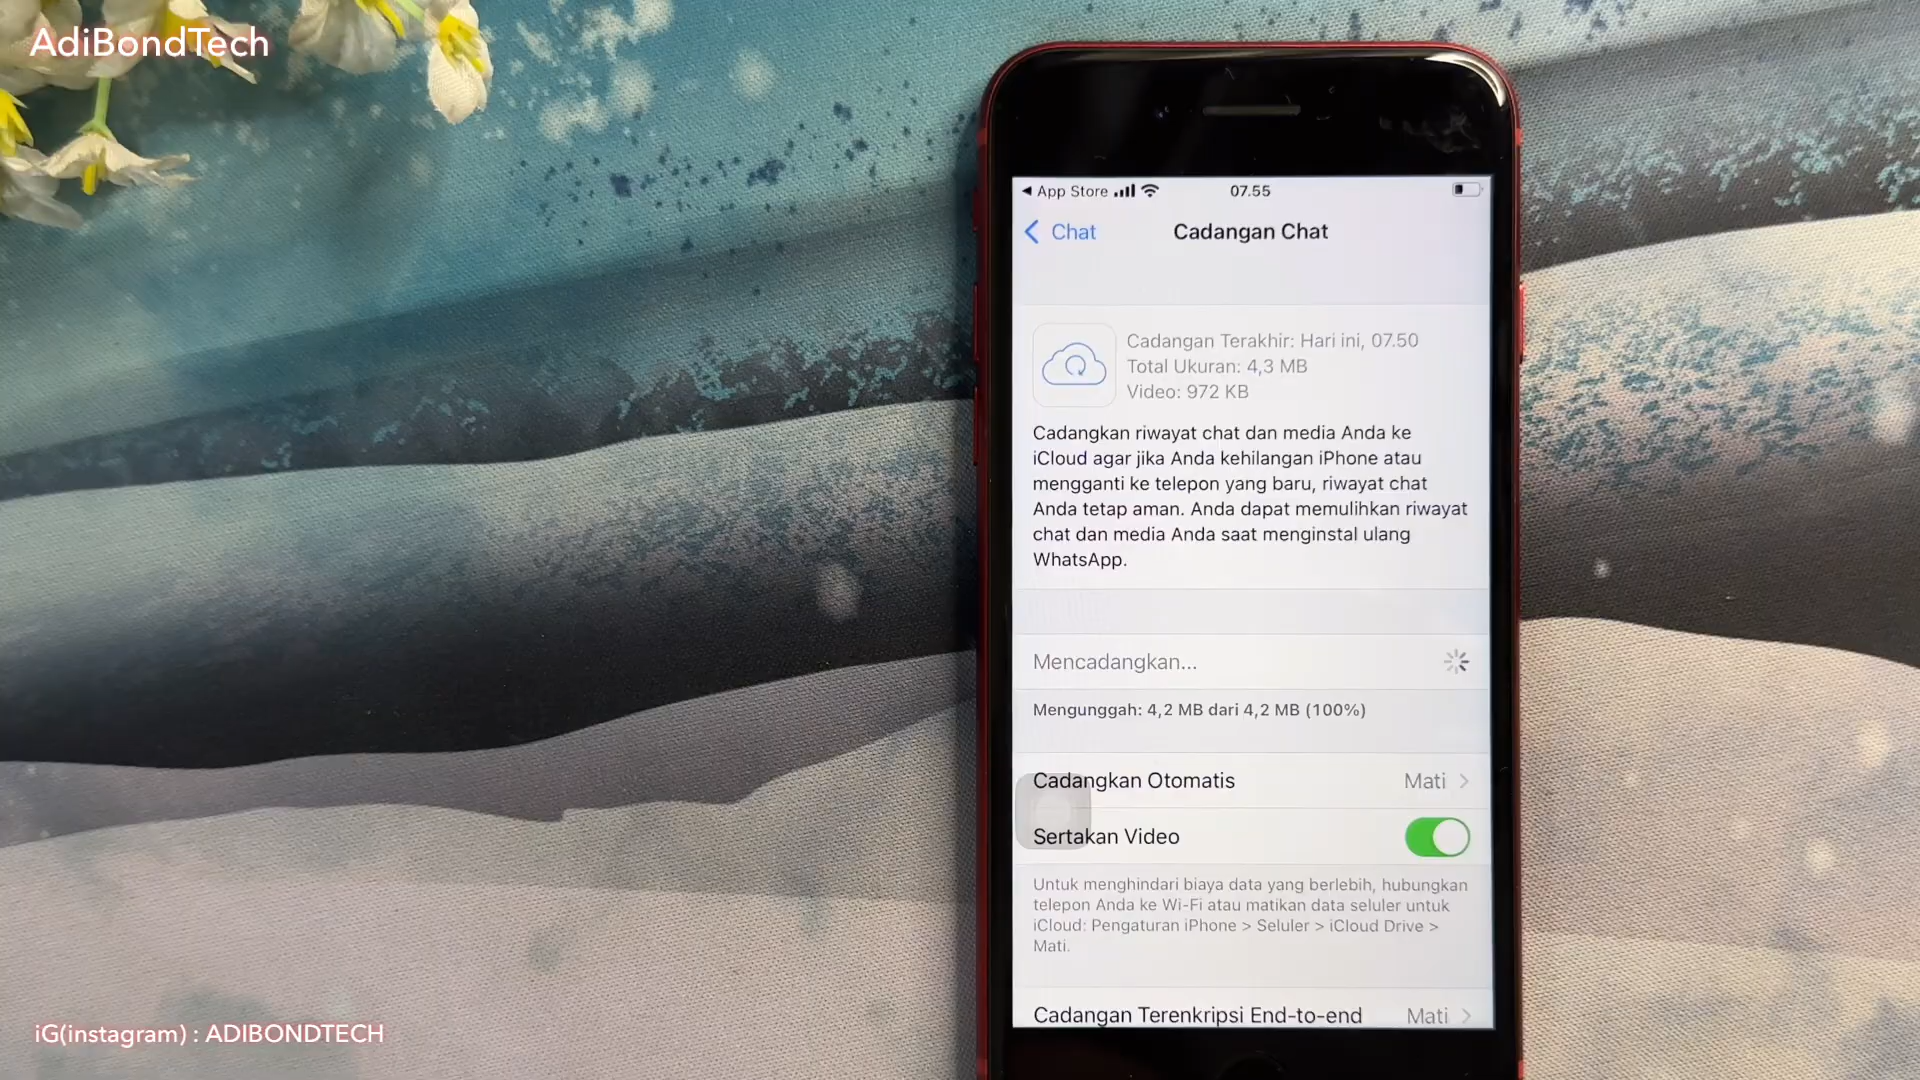 AdiBondTech
App Store
07.55
Chat
Cadangan Chat
Cadangan Terakhir: Hari ini, 07.50
Total Ukuran: 4,3 MB
Video: 972 KB
Cadangkan riwayat chat dan media Anda ke
iCloud agar jika Anda kehilangan iPhone atau
mengganti ke telepon yang baru, riwayat chat
Anda tetap aman. Anda dapat memulihkan riwayat
chat dan media Anda saat menginstal ulang
WhatsApp.
Mencadangkan...
Mengunggah: 4,2 MB dari 4,2 MB (100%)
Cadangkan Otomatis Mati
Sertakan Video
Untuk menghindari biaya data yang berlebih, hubungkan
telepon Anda ke Wi-Fi atau matikan data seluler untuk
iCloud: Pengaturan iPhone > Seluler > iCloud Drive >
Mati.
Cadangan Terenkripsi End-to-end Mati
iG(instagram) : ADIBONDTECH